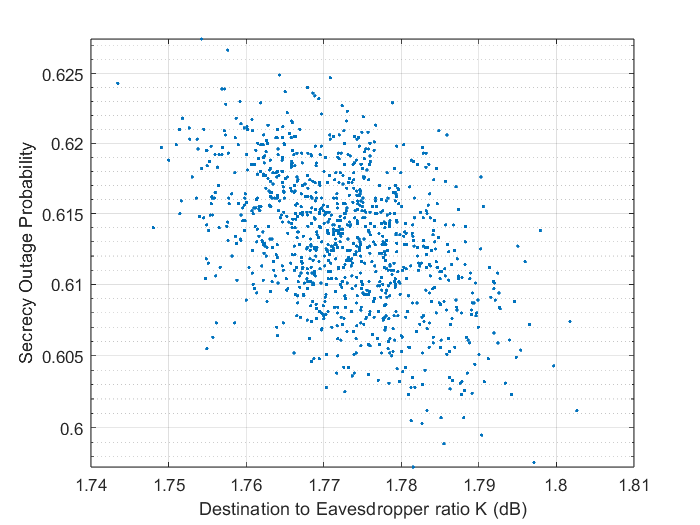 0.625
0.62
0.615
0.61
0.605
0.6
Secrecy Outage Probability
1.74 1.75 1.76 1.77 1.78 1.79 1.8 1.81
Destination to Eavesdropper ratio K (dB)